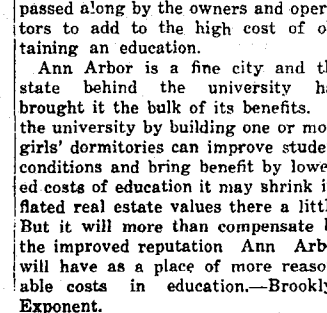 passed along by the owners and oper
tors to add to the high cost of o
taining an education.
Ann Arbor is a fine city and t
state behind the university h
brought it the bulk of its benefits.
the university by building one or mo
girls' dormitories can improve stude
conditions and bring benefit by lowe
ed costs of education it may shrink i
flated real estate values there a litt
But it will more than compensate
the improved reputation Ann Arb
will have as a place of more reaso
able costs in education.—Brookly
Exponent.